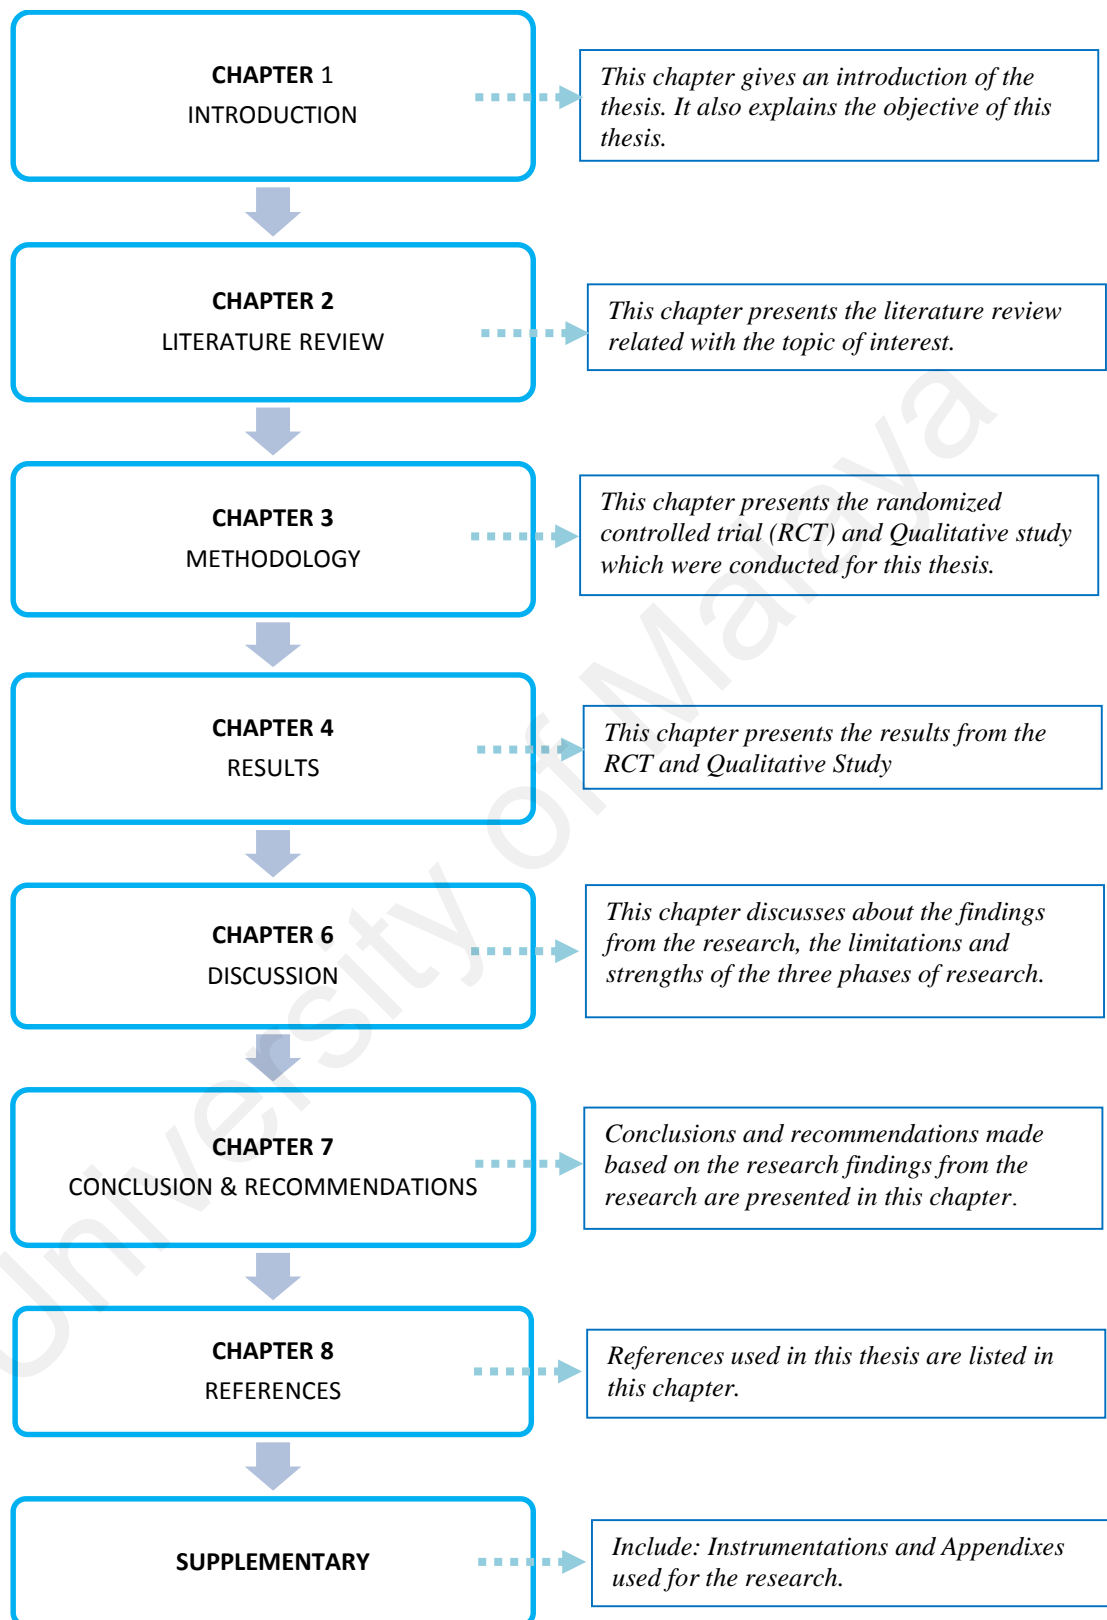 CHAPTER 1
INTRODUCTION
This chapter gives an introduction of the
thesis. It also explains the objective of this
thesis.
CHAPTER 2
LITERATURE REVIEW
This chapter presents the literature review
related with the topic of interest.
CHAPTER 3
METHODOLOGY
This chapter presents the randomized
controlled trial (RCT) and Qualitative study
which were conducted for this thesis.
CHAPTER 4
RESULTS
This chapter presents the results from the
RCT and Qualitative Study
CHAPTER 6
DISCUSSION
This chapter discusses about the findings
from the research, the limitations and
strengths of the three phases of research.
CHAPTER 7
CONCLUSION & RECOMMENDATIONS
Conclusions and recommendations made
based on the research findings from the
research are presented in this chapter.
CHAPTER 8
REFERENCES
References used in this thesis are listed in
this chapter.
SUPPLEMENTARY
Include: Instrumentations and Appendixes
used for the research.
University of Malaya